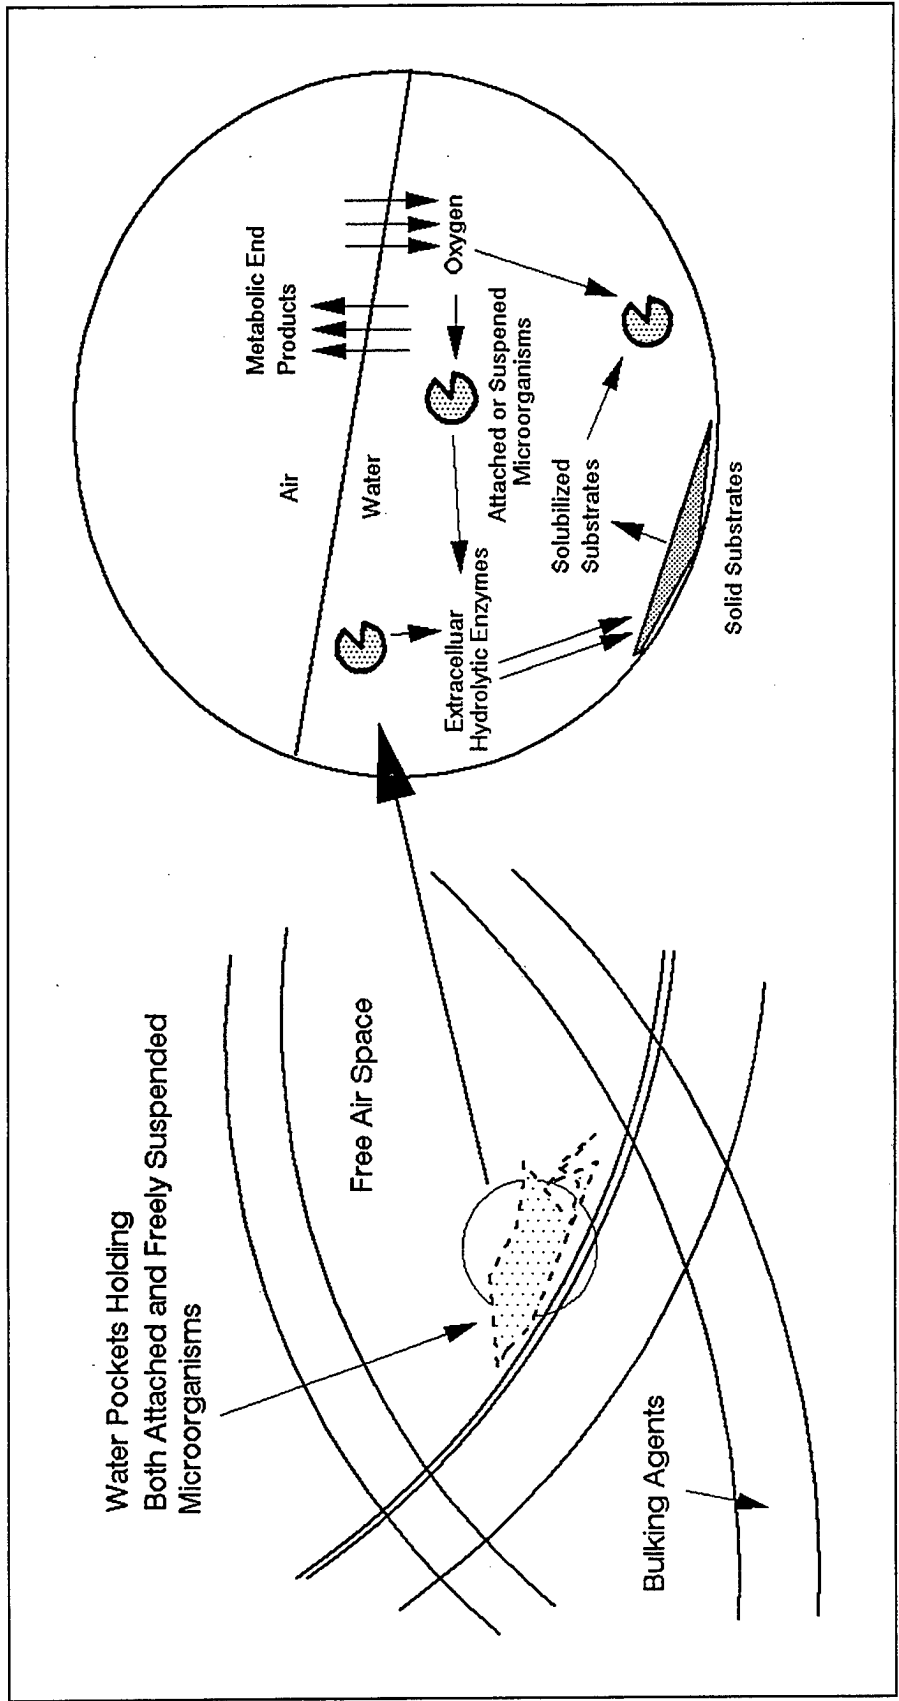 Water Pockets Holding
Both Attached and Freely Suspended
Microorganisms
Free Air Space
Bulking Agents
Metabolic End
Products
Air
Water
Oxygen
Attached or Suspened
Microorganisms
Extracelluar
Hydrolytic Enzymes
Solubilized
Substrates
Solid Substrates